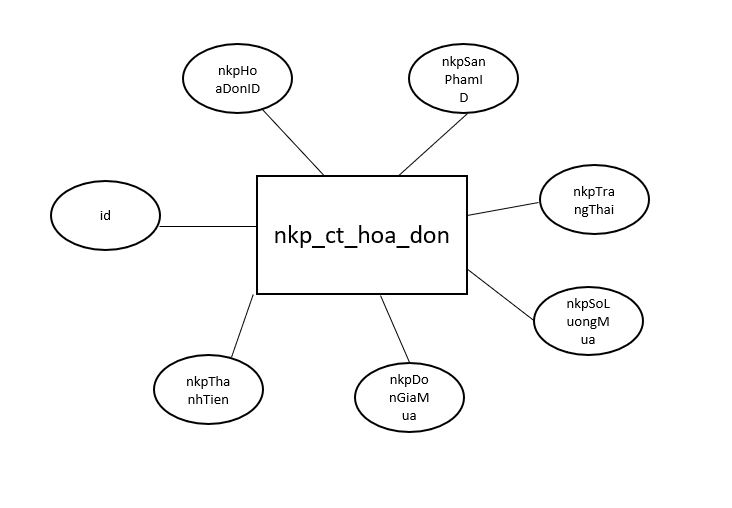 nkpHo
aDonID
nkpSan
PhamI
D
nkpTra
ngThai
id
nkp_ct_hoa_don
nkpSoL
uongM
ua
nkpTha
nhTien
nkpDo
nGiaM
ua